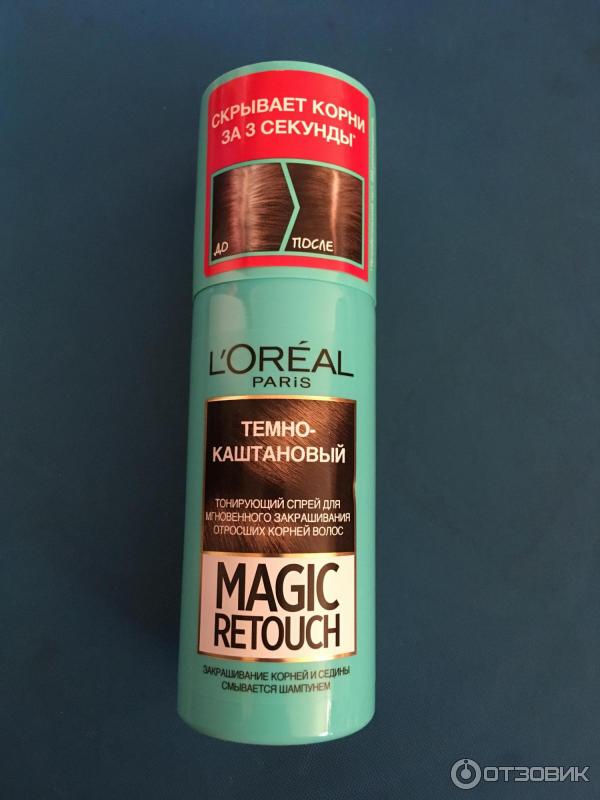 СКРЫВАЕТ КОРНИ
ЗА 3 СЕКУНДЫ*
ДО
ПОСЛЕ
L'ORÉAL
PARiS
ТЕМНО-
КАШТАНОВЫЙ
ТОНИРУЮЩИЙ СПРЕЙ ДЛЯ
МГНОВЕННОГО ЗАКРАШИВАНИЯ
ОТРОСШИХ КОРНЕЙ ВОЛОС
MAGIC
RETOUCH
ЗАКРАШИВАНИЕ КОРНЕЙ И СЕДИНЫ
СМЫВАЕТСЯ ШАМПУНЕМ
ОТЗОВИК